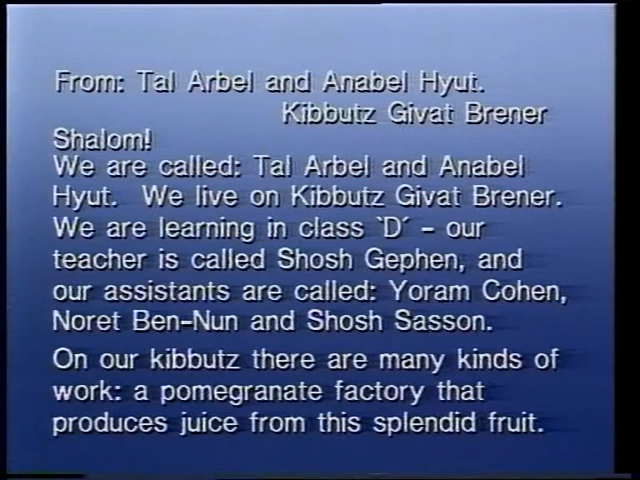 From: Tal Arbel and Anabel Hyut.
Kibbutz Givat Brener
Shalom!
We are called: Tal Arbel and Anabel
Hyut. We live on Kibbutz Givat Brener.
We are learning in class `D´ - our
teacher is called Shosh Gephen, and
our assistants are called: Yoram Cohen,
Noret Ben-Nun and Shosh Sasson.
On our kibbutz there are many kinds of
work: a pomegranate factory that
produces juice from this splendid fruit.